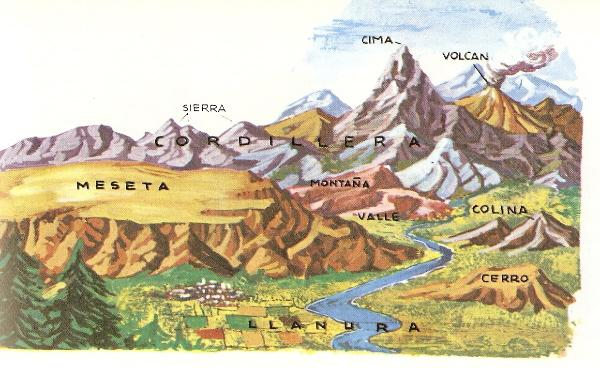 CIMA
VOLCAN
SIERRA
CORDILLERA
MESETA
MONTAÑA
VALLE
COLINA
CERRO
LLANURA